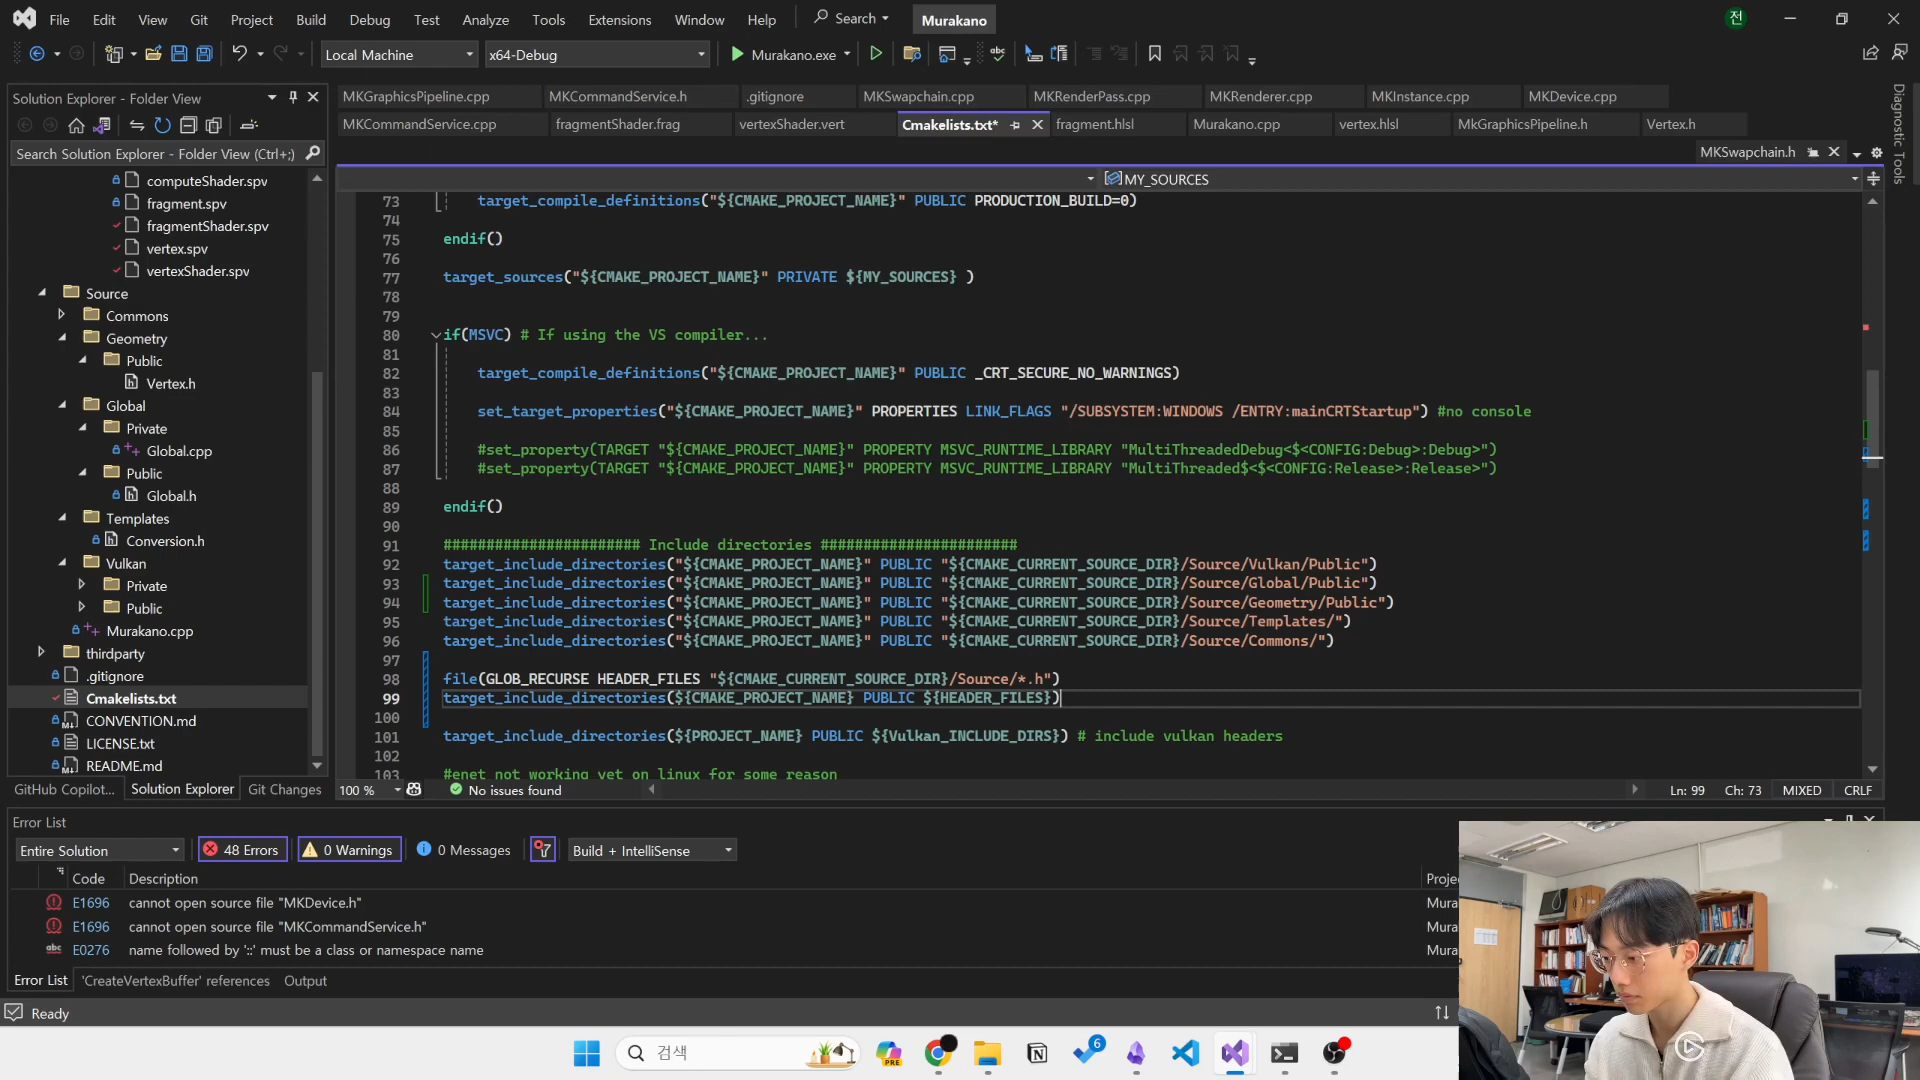 File Edit View Git Project Build Debug Test Analyze Tools Extensions Window Help Search Murakano 전
Local Machine x64-Debug Murakano.exe
Solution Explorer - Folder View
Search Solution Explorer - Folder View (Ctrl+;)
computeShader.spv
fragment.spv
fragmentShader.spv
vertex.spv
vertexShader.spv
Source
Commons
Geometry
Public
Vertex.h
Global
Private
Global.cpp
Public
Global.h
Templates
Conversion.h
Vulkan
Private
Public
Murakano.cpp
thirdparty
.gitignore
Cmakelists.txt
CONVENTION.md
LICENSE.txt
README.md
GitHub Copilot... Solution Explorer Git Changes
MKGraphicsPipeline.cpp MKCommandService.h .gitignore MKSwapchain.cpp MKRenderPass.cpp MKRenderer.cpp MKInstance.cpp MKDevice.cpp
MKCommandService.cpp fragmentShader.frag vertexShader.vert Cmakelists.txt* fragment.hlsl Murakano.cpp vertex.hlsl MkGraphicsPipeline.h Vertex.h
MKSwapchain.h
MY_SOURCES
Diagnostic Tools
73 target_compile_definitions("${CMAKE_PROJECT_NAME}" PUBLIC PRODUCTION_BUILD=0)
74
75 endif()
76
77 target_sources("${CMAKE_PROJECT_NAME}" PRIVATE ${MY_SOURCES} )
78
79
80 if(MSVC) # If using the VS compiler...
81
82 target_compile_definitions("${CMAKE_PROJECT_NAME}" PUBLIC _CRT_SECURE_NO_WARNINGS)
83
84 set_target_properties("${CMAKE_PROJECT_NAME}" PROPERTIES LINK_FLAGS "/SUBSYSTEM:WINDOWS /ENTRY:mainCRTStartup") #no console
85
86 #set_property(TARGET "${CMAKE_PROJECT_NAME}" PROPERTY MSVC_RUNTIME_LIBRARY "MultiThreadedDebug<$<CONFIG:Debug>:Debug>")
87 #set_property(TARGET "${CMAKE_PROJECT_NAME}" PROPERTY MSVC_RUNTIME_LIBRARY "MultiThreaded$<$<CONFIG:Release>:Release>")
88
89 endif()
90
91 ####################### Include directories #######################
92 target_include_directories("${CMAKE_PROJECT_NAME}" PUBLIC "${CMAKE_CURRENT_SOURCE_DIR}/Source/Vulkan/Public")
93 target_include_directories("${CMAKE_PROJECT_NAME}" PUBLIC "${CMAKE_CURRENT_SOURCE_DIR}/Source/Global/Public")
94 target_include_directories("${CMAKE_PROJECT_NAME}" PUBLIC "${CMAKE_CURRENT_SOURCE_DIR}/Source/Geometry/Public")
95 target_include_directories("${CMAKE_PROJECT_NAME}" PUBLIC "${CMAKE_CURRENT_SOURCE_DIR}/Source/Templates/")
96 target_include_directories("${CMAKE_PROJECT_NAME}" PUBLIC "${CMAKE_CURRENT_SOURCE_DIR}/Source/Commons/")
97
98 file(GLOB_RECURSE HEADER_FILES "${CMAKE_CURRENT_SOURCE_DIR}/Source/*.h")
99 target_include_directories(${CMAKE_PROJECT_NAME} PUBLIC ${HEADER_FILES})
100
101 target_include_directories(${PROJECT_NAME} PUBLIC ${Vulkan_INCLUDE_DIRS}) # include vulkan headers
102
103 #enet not working yet on linux for some reason
100 % No issues found Ln: 99 Ch: 73 MIXED CRLF
Error List
Entire Solution 48 Errors 0 Warnings 0 Messages Build + IntelliSense
Code Description Proje
E1696 cannot open source file "MKDevice.h" Mura
E1696 cannot open source file "MKCommandService.h" Mura
E0276 name followed by '::' must be a class or namespace name Mura
Error List 'CreateVertexBuffer' references Output
Ready
검색 PRE 6